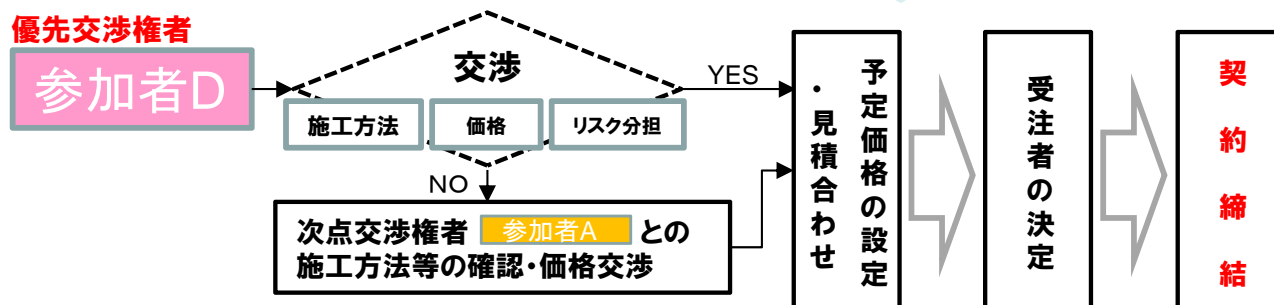 優先交渉権者
参加者D
交渉
施工方法
価格
リスク分担
YES
NO
次点交渉権者 参加者A との
施工方法等の確認・価格交渉
予定価格の設定
・見積合わせ
受注者の決定
契約締結